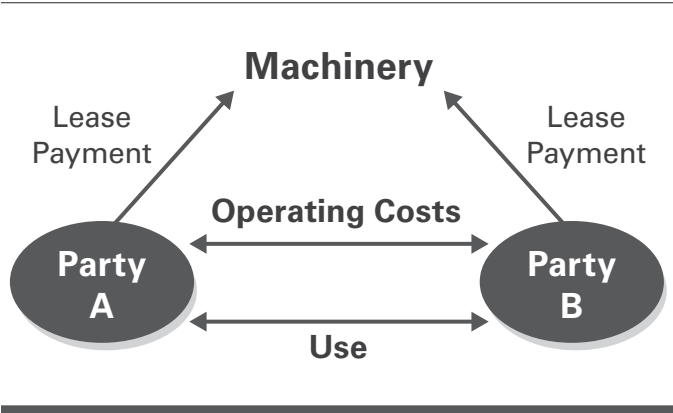 Machinery
Lease
Payment
Lease
Payment
Operating Costs
Party
A
Party
B
Use